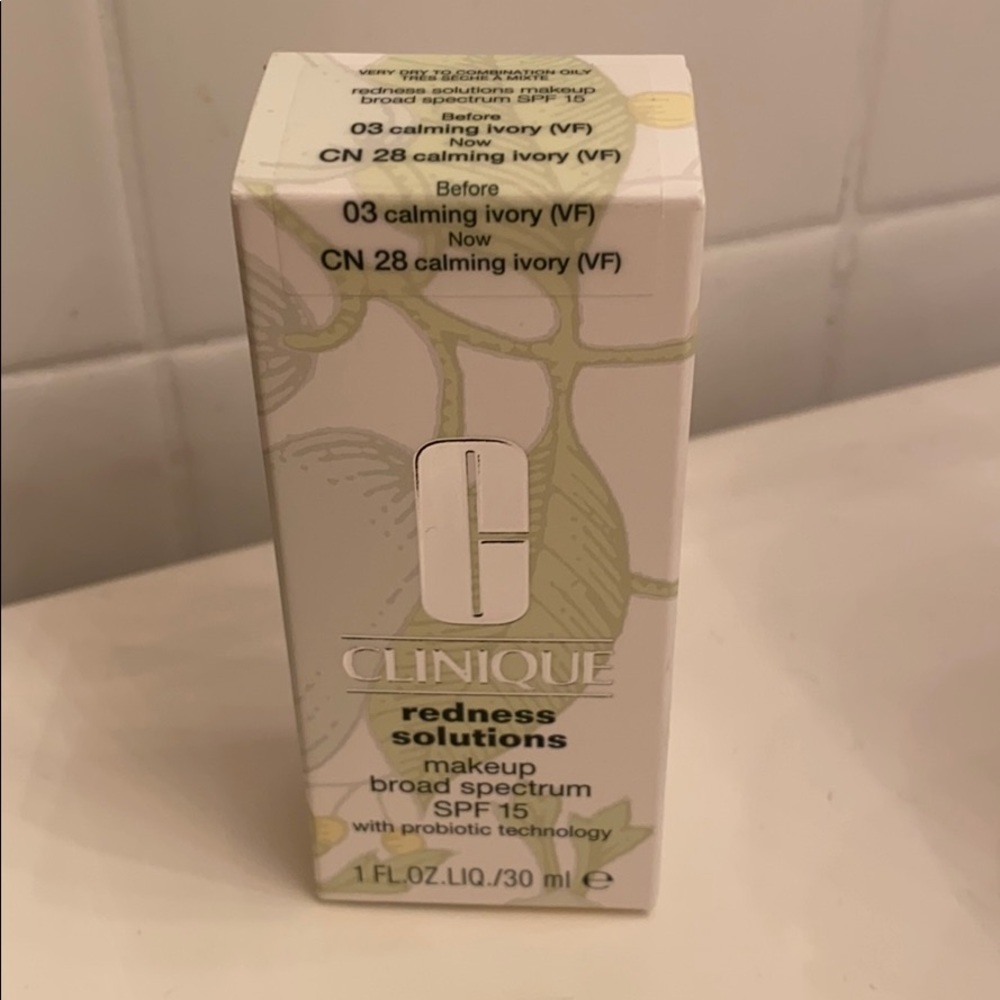 VERY DRY TO COMBINATION OILY
TRÈS SÈCHE À MIXTE
redness solutions makeup
broad spectrum SPF 15
Before
03 calming ivory (VF)
Now
CN 28 calming ivory (VF)
Before
03 calming ivory (VF)
Now
CN 28 calming ivory (VF)
CLINIQUE
redness
solutions
makeup
broad spectrum
SPF 15
with probiotic technology
1 FL.OZ.LIQ./30 ml e